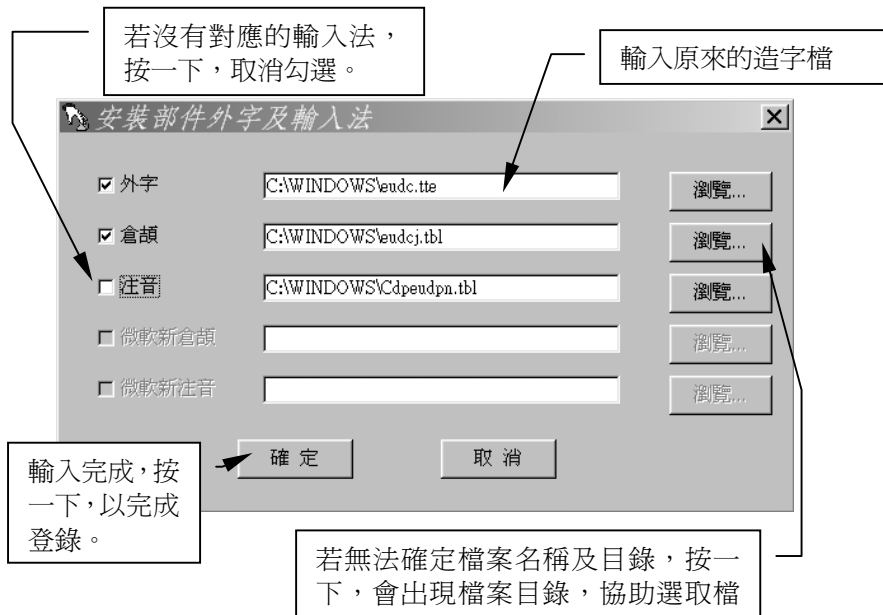 若沒有對應的輸入法，
按一下，取消勾選。
輸入原來的造字檔
安裝部件外字及輸入法
外字 C:\WINDOWS\eudc.tte 瀏覽...
倉頡 C:\WINDOWS\eudcj.tbl 瀏覽...
注音 C:\WINDOWS\Cdpeudpn.tbl 瀏覽...
微軟新倉頡 瀏覽...
微軟新注音 瀏覽...
確定 取消
輸入完成，按
一下，以完成
登錄。
若無法確定檔案名稱及目錄，按一
下，會出現檔案目錄，協助選取檔